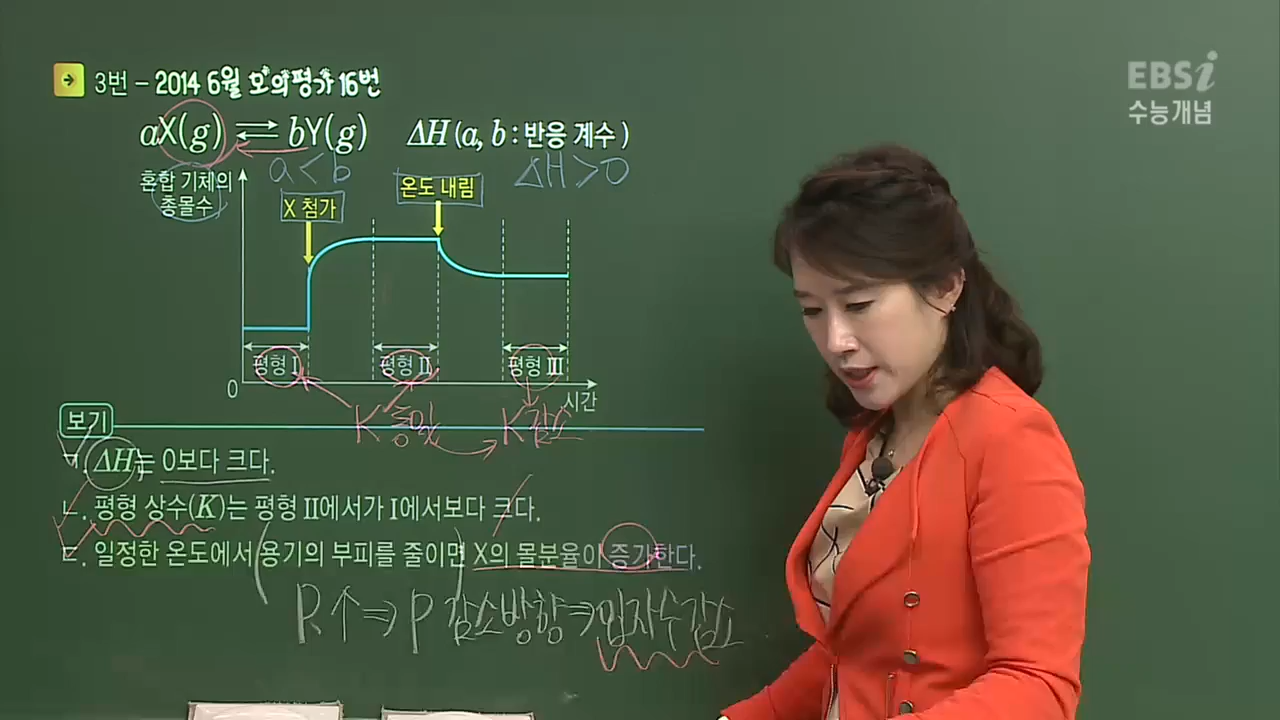 EBSi
수능개념
3번 – 2014 6월 모의평가 16번
aX(g) ⇌ bY(g) ΔH (a, b : 반응 계수)
a < b
ΔH > 0
혼합 기체의
총몰수
X 첨가
온도 내림
평형 I
평형 II
평형 III
0
시간
K 동일
K 감소
보기
ㄱ. ΔH는 0보다 크다.
ㄴ. 평형 상수(K)는 평형 II에서가 I에서보다 크다.
ㄷ. 일정한 온도에서 용기의 부피를 줄이면 X의 몰분율이 증가한다.
P↑ ⇒ P 감소방향 ⇒ 입자수감소